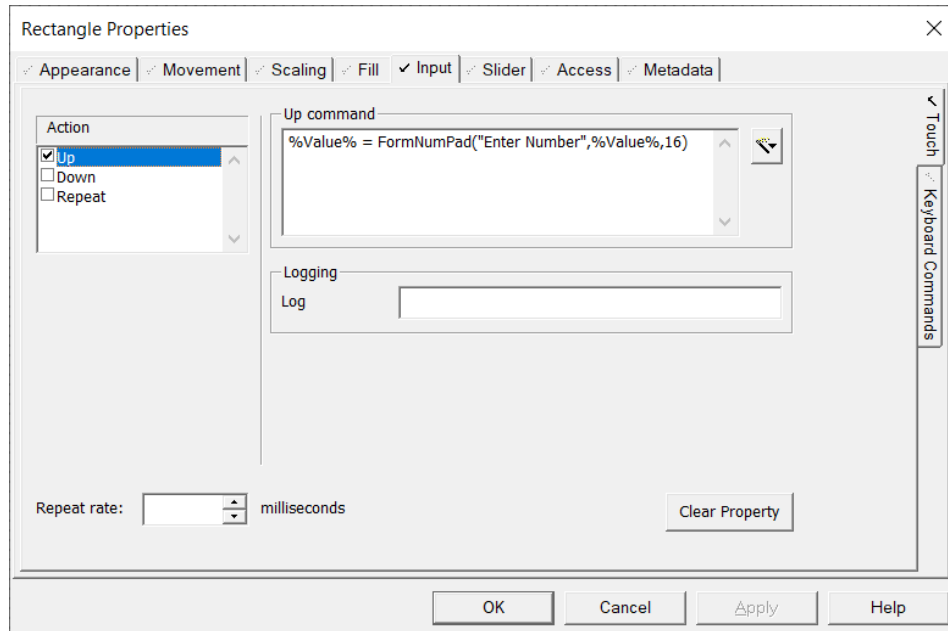 Rectangle Properties
Appearance Movement Scaling Fill Input Slider Access Metadata
Action
Up
Down
Repeat
Up command
%Value% = FormNumPad("Enter Number",%Value%,16)
Logging
Log
Repeat rate: milliseconds
Clear Property
Touch
Keyboard Commands
OK Cancel Apply Help